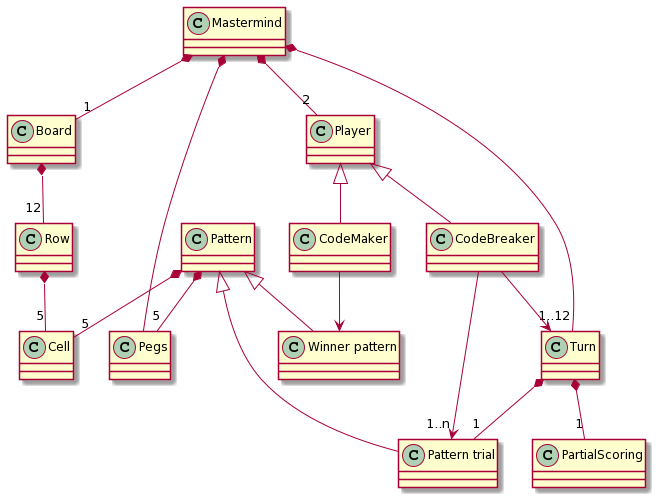 C Mastermind
1
2
C Board
C Player
12
C Row
C Pattern
C CodeMaker
C CodeBreaker
5
5
5
1..12
C Cell
C Pegs
C Winner pattern
C Turn
1..n
1
1
C Pattern trial
C PartialScoring